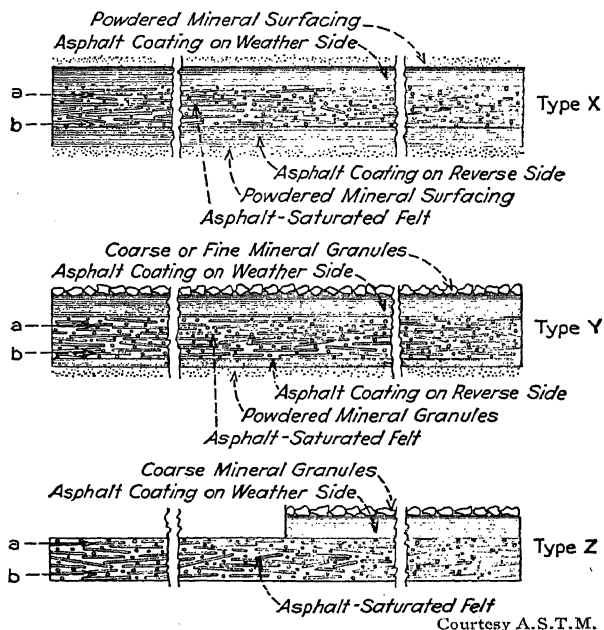 Powdered Mineral Surfacing
Asphalt Coating on Weather Side
a
b
Type X
Asphalt Coating on Reverse Side
Powdered Mineral Surfacing
Asphalt-Saturated Felt
Coarse or Fine Mineral Granules
Asphalt Coating on Weather Side
a
b
Type Y
Asphalt Coating on Reverse Side
Powdered Mineral Granules
Asphalt-Saturated Felt
Coarse Mineral Granules
Asphalt Coating on Weather Side
a
b
Type Z
Asphalt-Saturated Felt
Courtesy A.S.T.M.